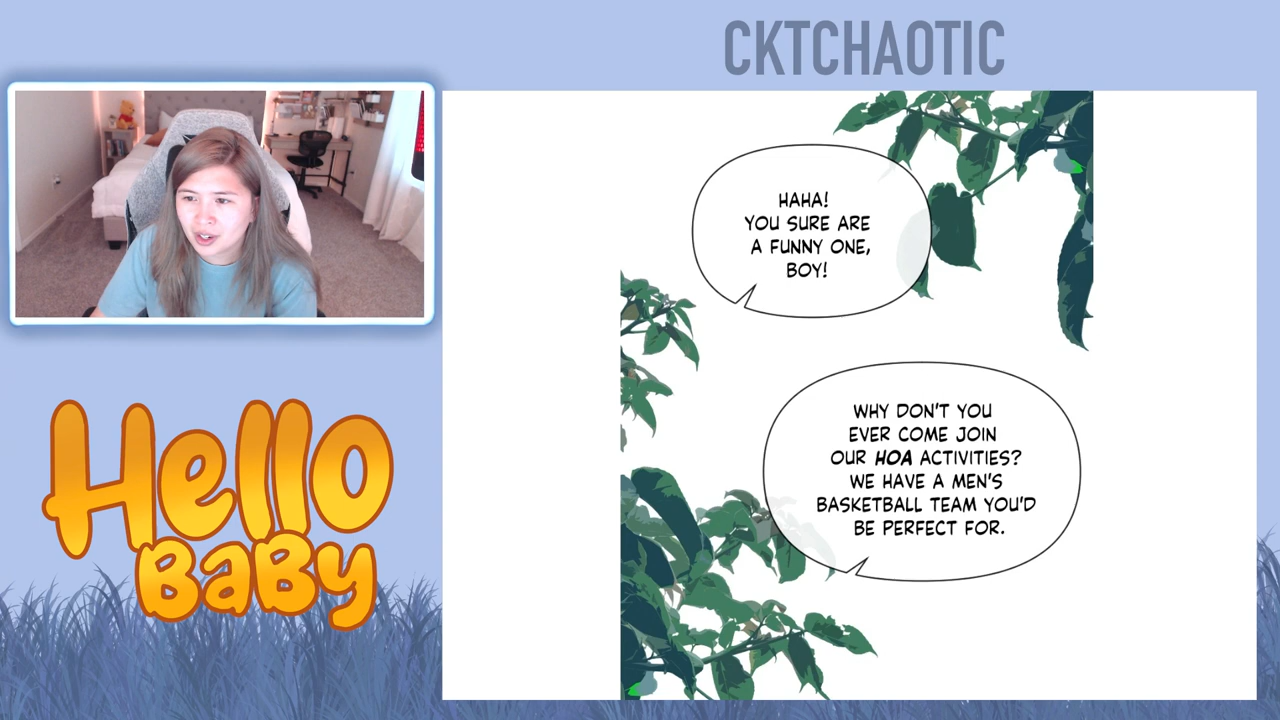 CKTCHAOTIC
HAHA!
YOU SURE ARE
A FUNNY ONE,
BOY!
WHY DON'T YOU
EVER COME JOIN
OUR HOA ACTIVITIES?
WE HAVE A MEN'S
BASKETBALL TEAM YOU'D
BE PERFECT FOR.
Hello
BaBy